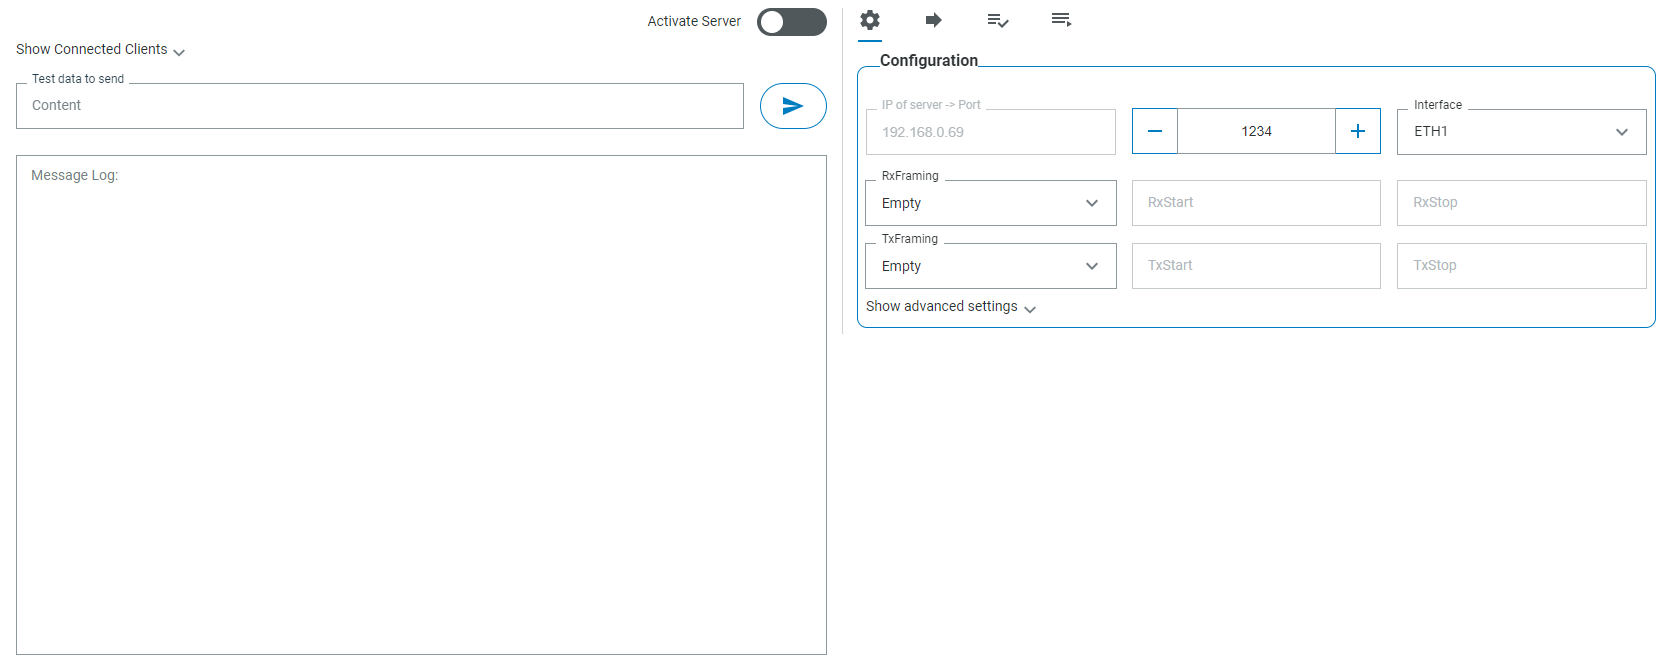 Activate Server
Show Connected Clients
Test data to send
Content
Message Log:
Configuration
IP of server -> Port
192.168.0.69
1234
Interface
ETH1
RxFraming
Empty
RxStart
RxStop
TxFraming
Empty
TxStart
TxStop
Show advanced settings